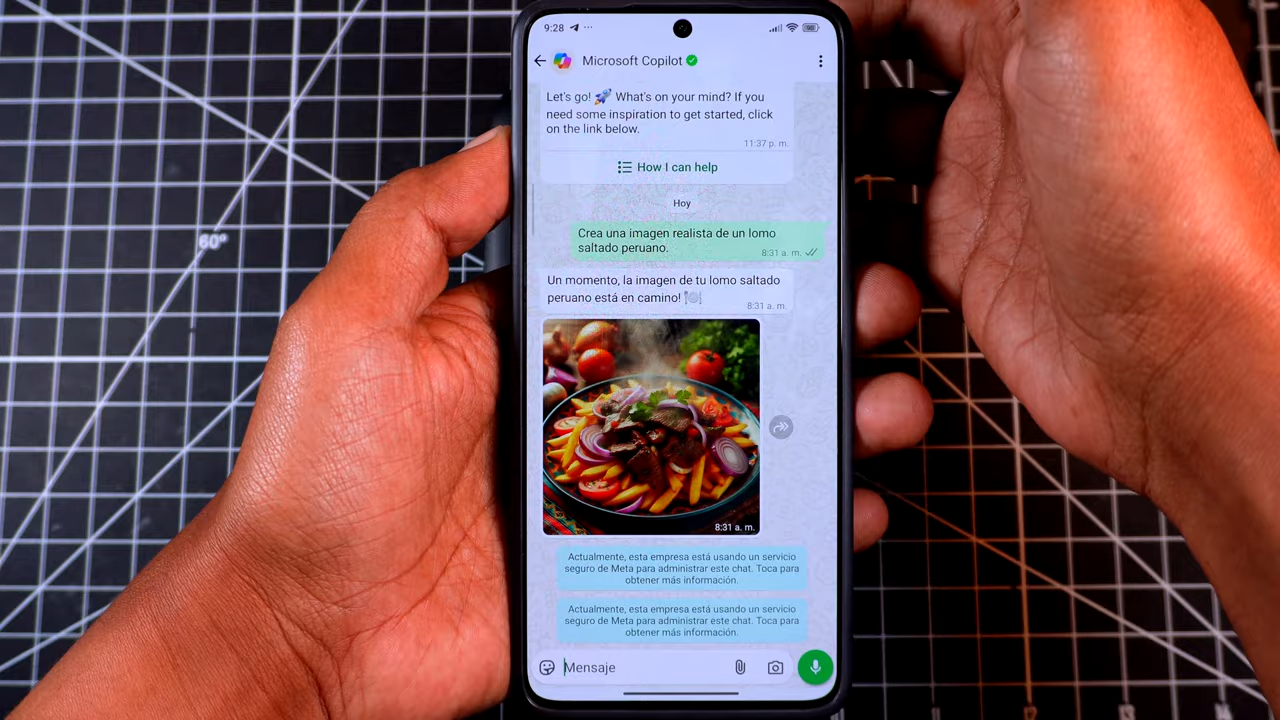 9:28
Microsoft Copilot
Let's go! 🚀 What's on your mind? If you
need some inspiration to get started, click
on the link below.
11:37 p. m.
How I can help
Hoy
Crea una imagen realista de un lomo
saltado peruano.
8:31 a. m.
Un momento, la imagen de tu lomo saltado
peruano está en camino! 🍽️
8:31 a. m.
8:31 a. m.
Actualmente, esta empresa está usando un servicio
seguro de Meta para administrar este chat. Toca para
obtener más información.
Actualmente, esta empresa está usando un servicio
seguro de Meta para administrar este chat. Toca para
obtener más información.
Mensaje
60°
11
12
13